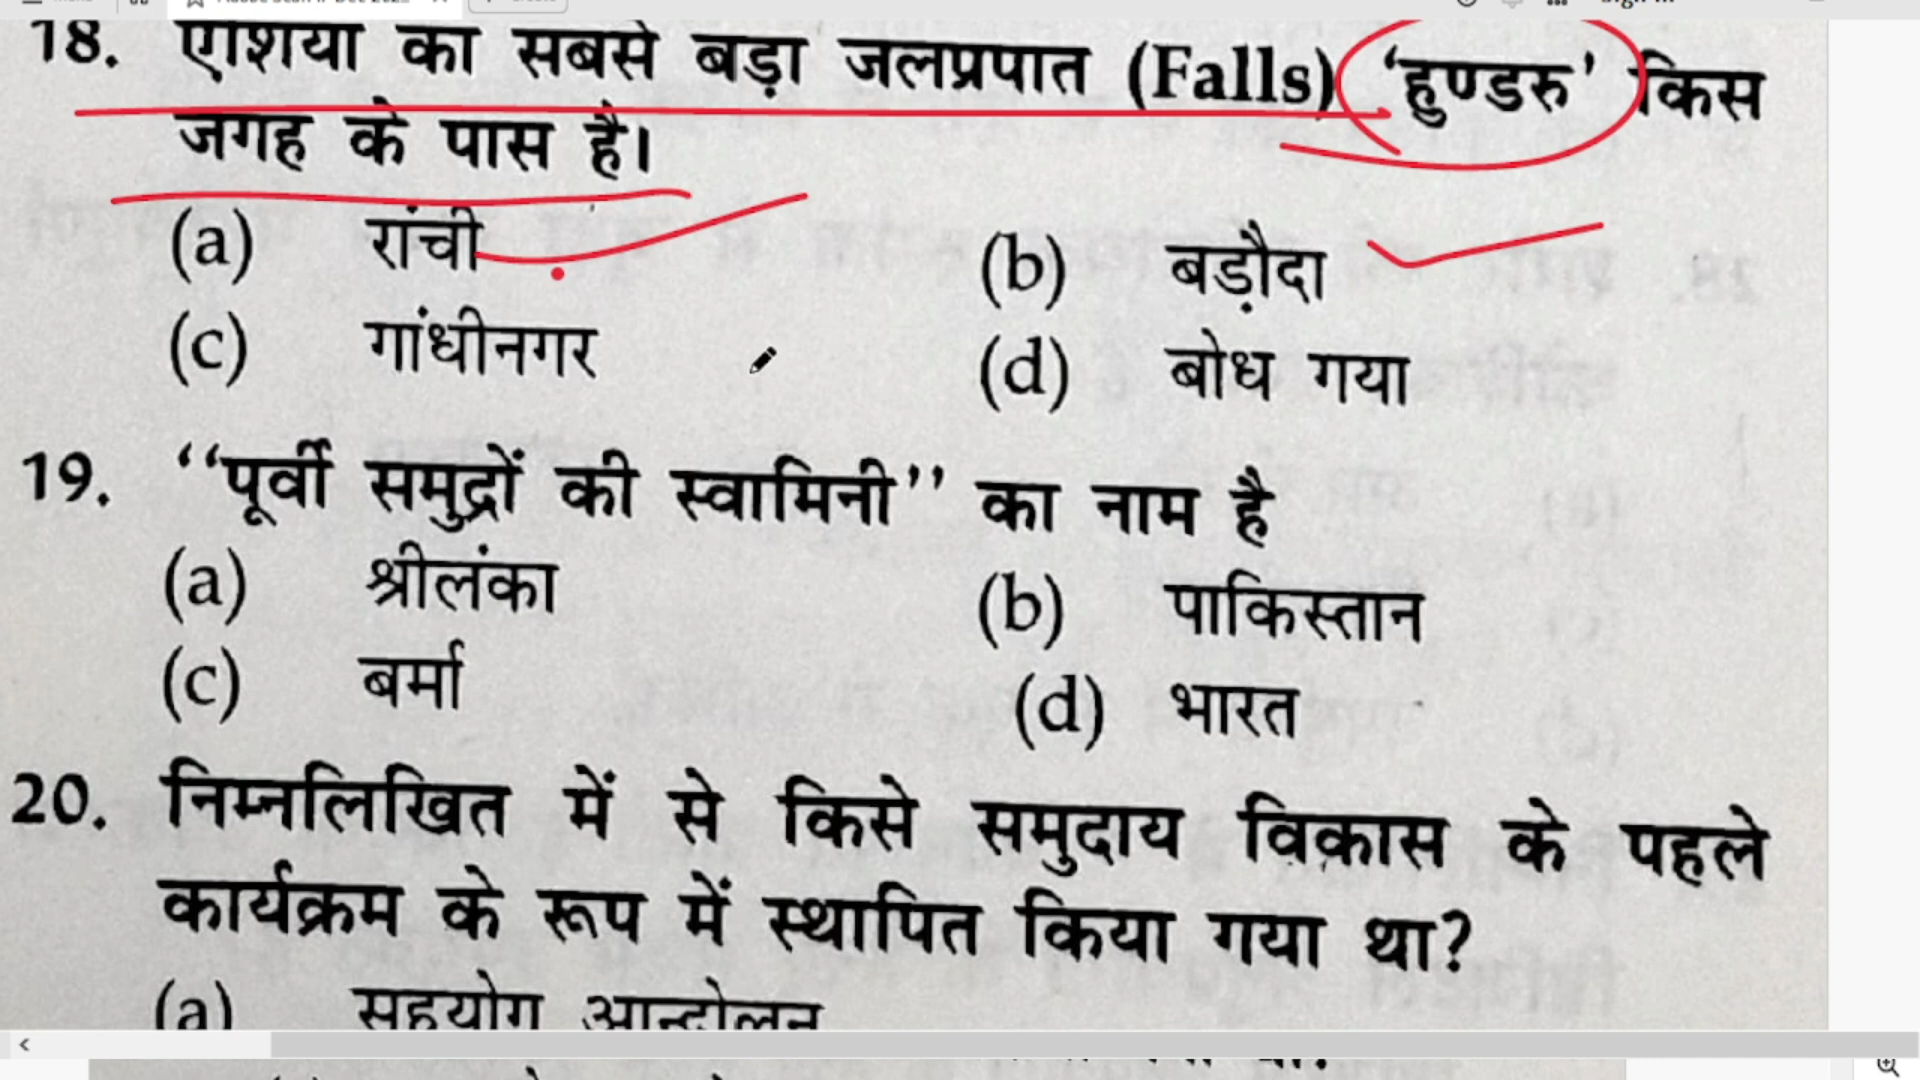 18. एशिया का सबसे बड़ा जलप्रपात (Falls) ‘हुण्डरु’ किस
जगह के पास है।
(a) रांची (b) बड़ौदा
(c) गांधीनगर (d) बोध गया
19. ‘‘पूर्वी समुद्रों की स्वामिनी’’ का नाम है
(a) श्रीलंका (b) पाकिस्तान
(c) बर्मा (d) भारत
20. निम्नलिखित में से किसे समुदाय विकास के पहले
कार्यक्रम के रूप में स्थापित किया गया था?
(a) सहयोग आन्दोलन